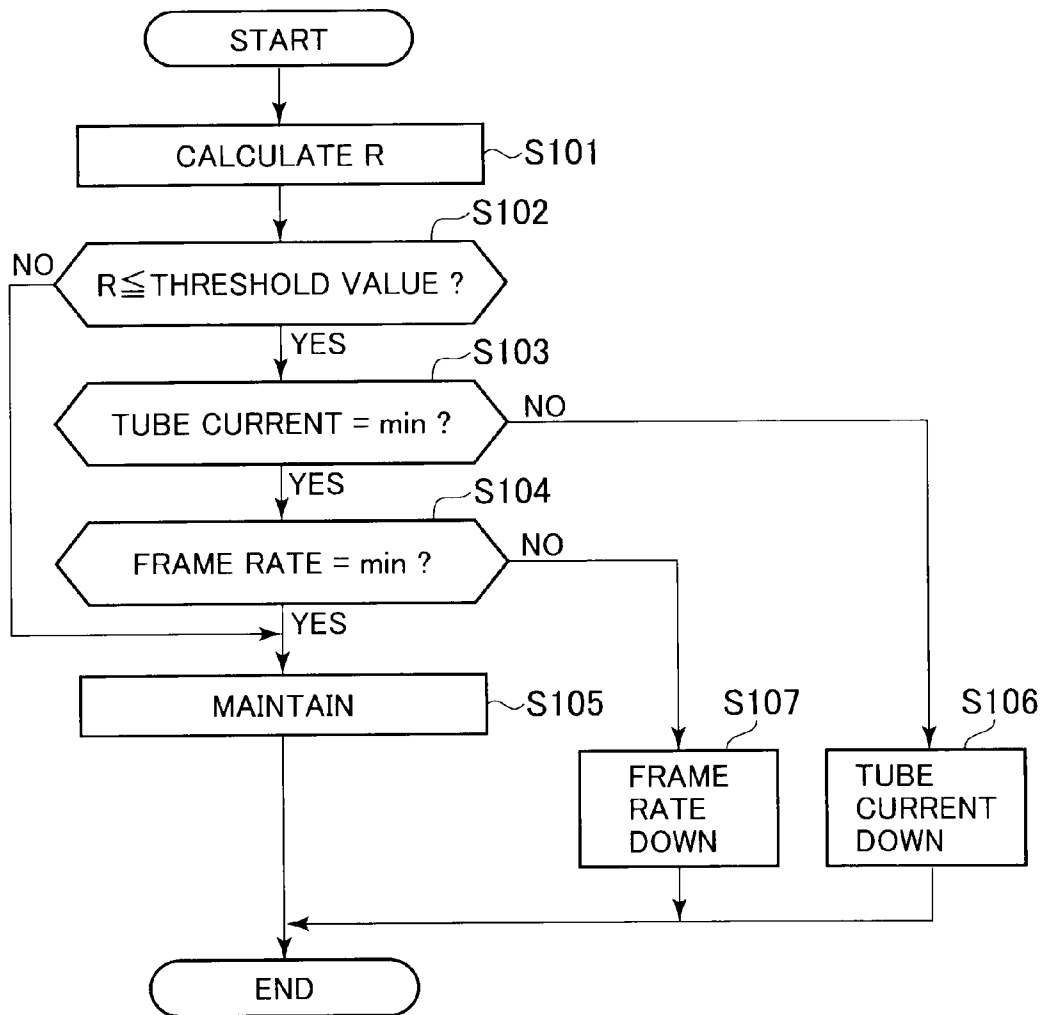 START
CALCULATE R
S101
S102
R≦THRESHOLD VALUE ?
NO
YES
S103
TUBE CURRENT = min ?
NO
YES
S104
FRAME RATE = min ?
NO
YES
MAINTAIN
S105
S107
FRAME
RATE
DOWN
S106
TUBE
CURRENT
DOWN
END